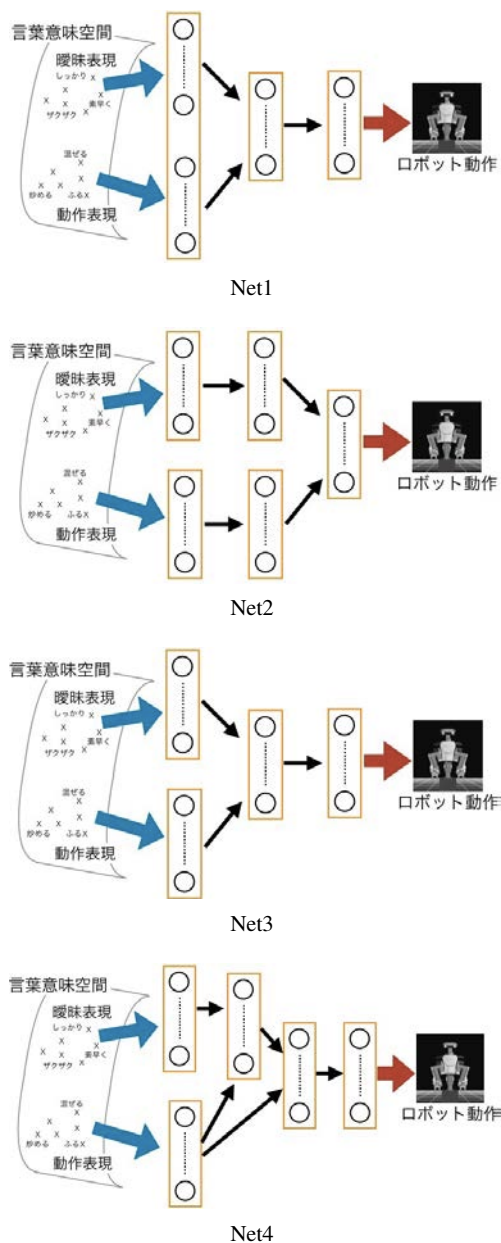 言葉意味空間
曖昧表現
しっかり x
x
x x
x x 素早く
ザクザク
混ぜる
x
x x
x x
炒める ふるx
動作表現
ロボット動作
Net1
言葉意味空間
曖昧表現
しっかり x
x
x x
x x 素早く
ザクザク
混ぜる
x
x x
x x
炒める ふるx
動作表現
ロボット動作
Net2
言葉意味空間
曖昧表現
しっかり x
x
x x
x x 素早く
ザクザク
混ぜる
x
x x
x x
炒める ふるx
動作表現
ロボット動作
Net3
言葉意味空間
曖昧表現
しっかり x
x
x x
x x 素早く
ザクザク
混ぜる
x
x x
x x
炒める ふるx
動作表現
ロボット動作
Net4